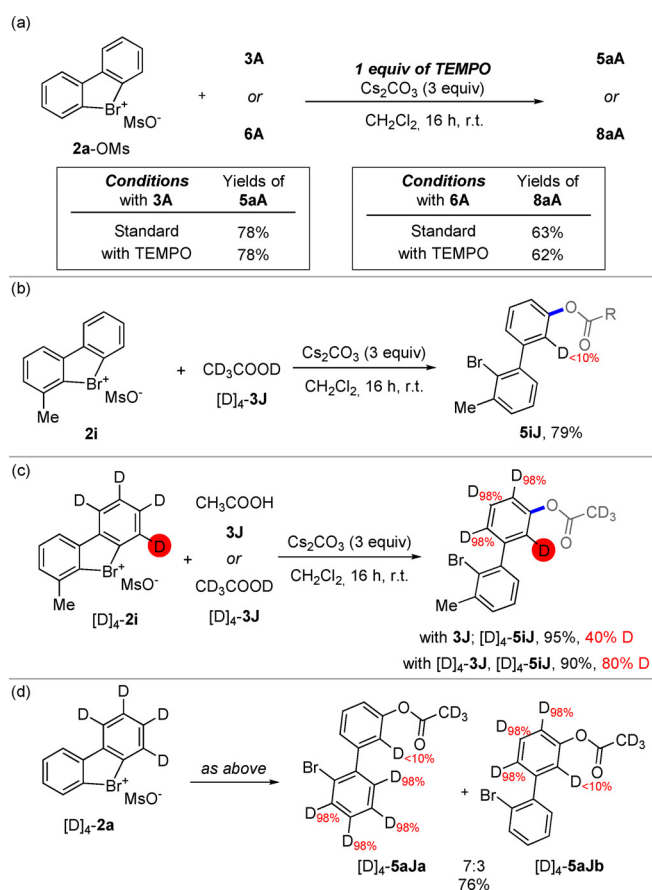 (a)
3A
1 equiv of TEMPO
5aA
+
or
Cs2CO3 (3 equiv)
or
Br+
MsO-
6A
CH2Cl2, 16 h, r.t.
8aA
2a-OMs
Conditions with 3A
Yields of 5aA
Standard
78%
with TEMPO
78%
Conditions with 6A
Yields of 8aA
Standard
63%
with TEMPO
62%
(b)
Br+
MsO-
Me
2i
+
CD3COOD
[D]4-3J
Cs2CO3 (3 equiv)
CH2Cl2, 16 h, r.t.
O
R
O
D<10%
Br
Me
5iJ, 79%
(c)
D
D
D
D
Br+
MsO-
Me
[D]4-2i
+
CH3COOH
3J
or
CD3COOD
[D]4-3J
Cs2CO3 (3 equiv)
CH2Cl2, 16 h, r.t.
D98%
D98%
D98%
O
CD3
O
D
Br
Me
with 3J; [D]4-5iJ, 95%, 40% D
with [D]4-3J, [D]4-5iJ, 90%, 80% D
(d)
D
D
D
D
Br+
MsO-
[D]4-2a
as above
O
CD3
O
D<10%
Br
D98%
D98%
D98%
D98%
[D]4-5aJa
+
7:3
76%
D98%
D98%
D98%
O
CD3
O
D<10%
Br
[D]4-5aJb